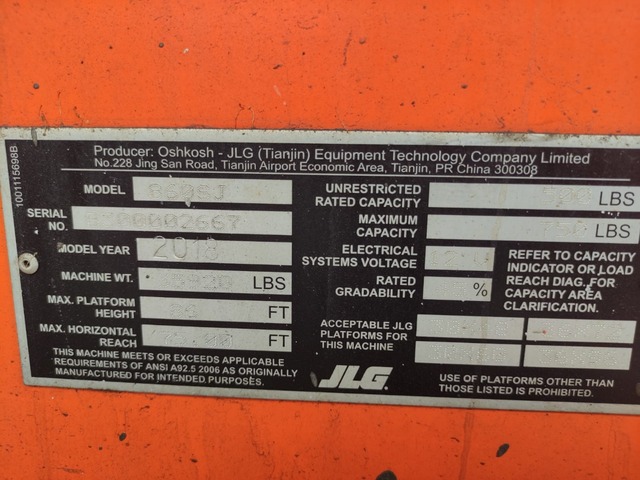 1001115698B
Producer: Oshkosh - JLG (Tianjin) Equipment Technology Company Limited
No.228 Jing San Road, Tianjin Airport Economic Area, Tianjin, PR China 300308
MODEL 860SJ
SERIAL NO.
MODEL YEAR
MACHINE WT. LBS
MAX. PLATFORM
HEIGHT FT
MAX. HORIZONTAL
REACH FT
THIS MACHINE MEETS OR EXCEEDS APPLICABLE
REQUIREMENTS OF ANSI A92.5 2006 AS ORIGINALLY
MANUFACTURED FOR INTENDED PURPOSES.
UNRESTRICTED
RATED CAPACITY LBS
MAXIMUM
CAPACITY LBS
ELECTRICAL
SYSTEMS VOLTAGE
RATED
GRADABILITY %
REFER TO CAPACITY
INDICATOR OR LOAD
REACH DIAG. FOR
CAPACITY AREA
CLARIFICATION.
ACCEPTABLE JLG
PLATFORMS FOR
THIS MACHINE
JLG
USE OF PLATFORMS OTHER THAN
THOSE LISTED IS PROHIBITED.